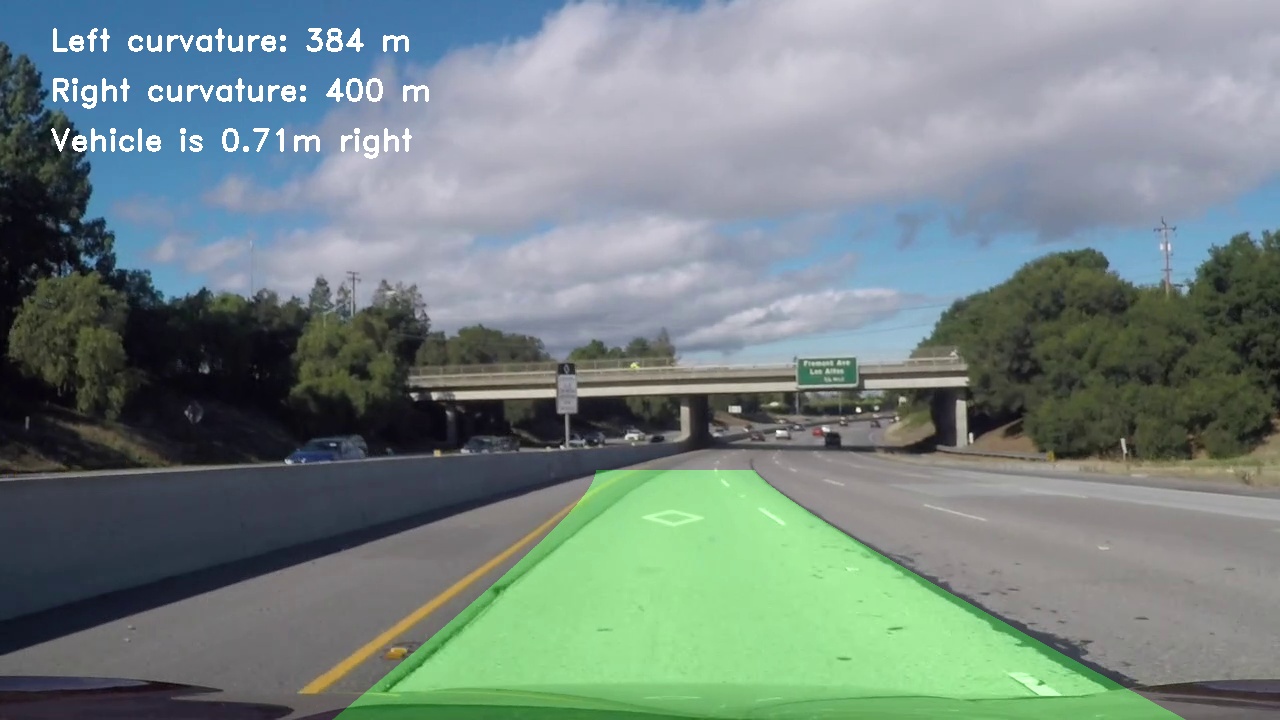 Left curvature: 384 m
Right curvature: 400 m
Vehicle is 0.71m right
Fremont Ave
Los Altos